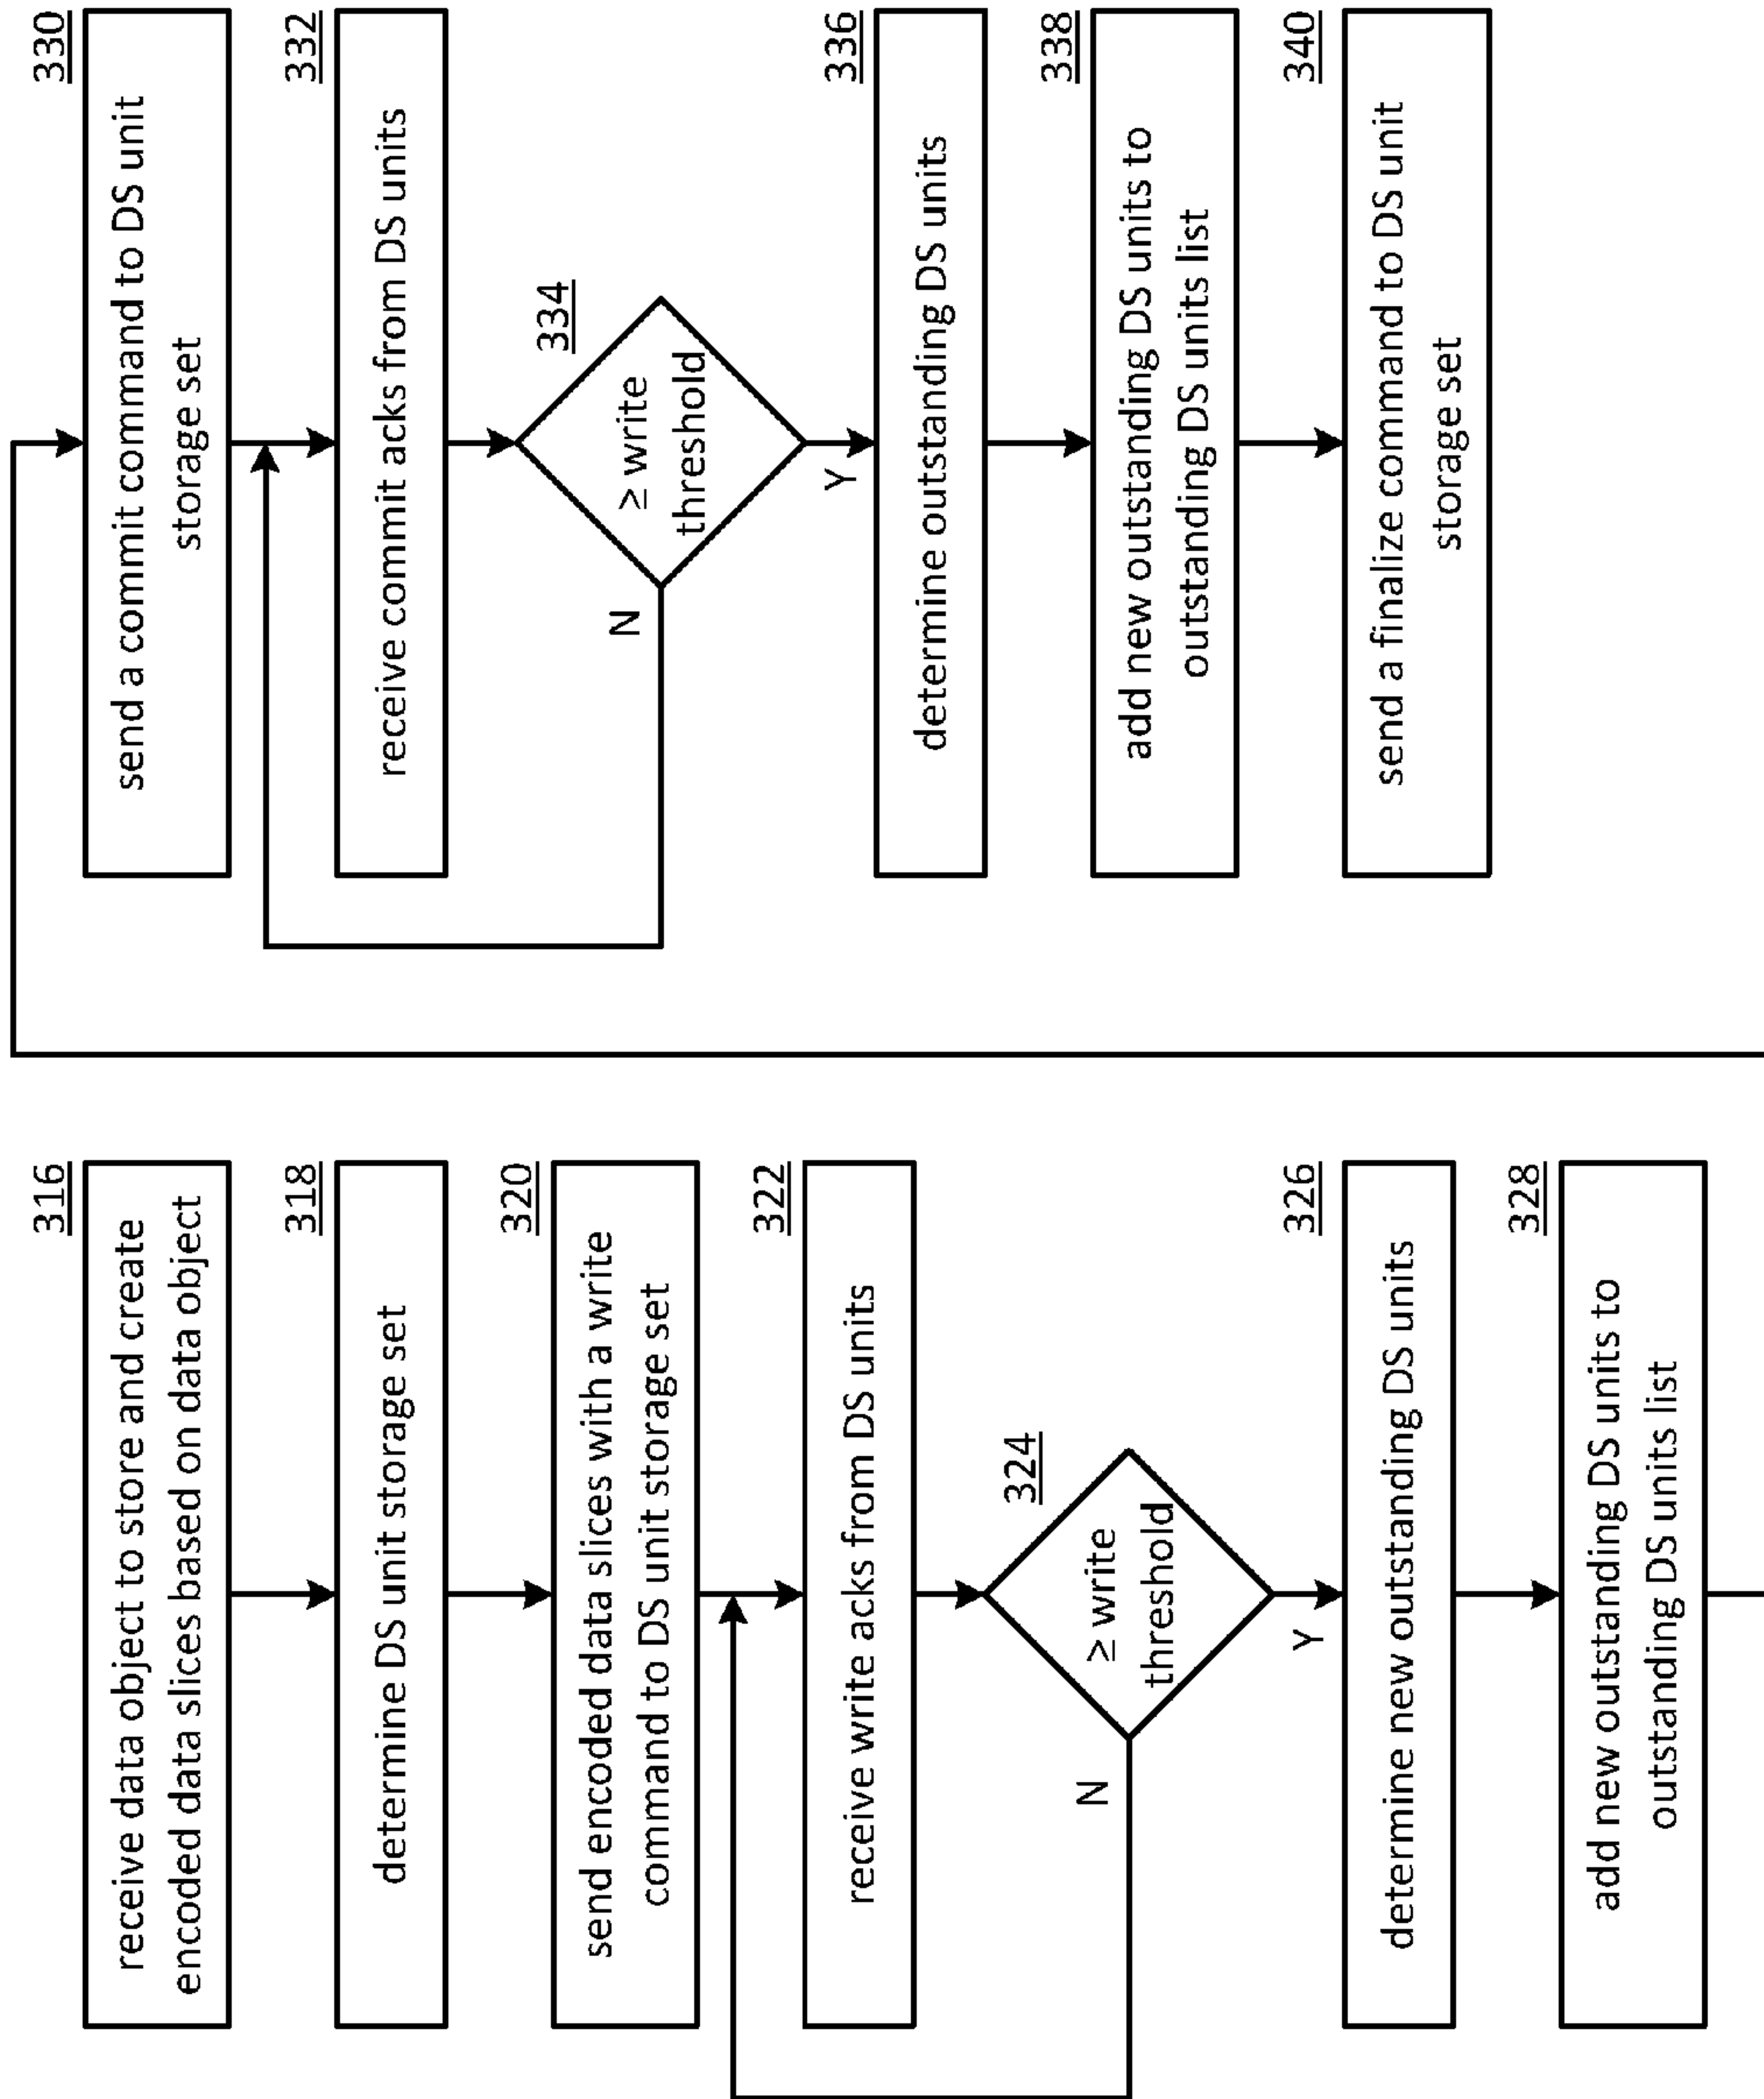 316
receive data object to store and create
encoded data slices based on data object
318
determine DS unit storage set
320
send encoded data slices with a write
command to DS unit storage set
322
receive write acks from DS units
324
≥ write
threshold
N
Y
326
determine new outstanding DS units
328
add new outstanding DS units to
outstanding DS units list
330
send a commit command to DS unit
storage set
332
receive commit acks from DS units
334
≥ write
threshold
N
Y
336
determine outstanding DS units
338
add new outstanding DS units to
outstanding DS units list
340
send a finalize command to DS unit
storage set